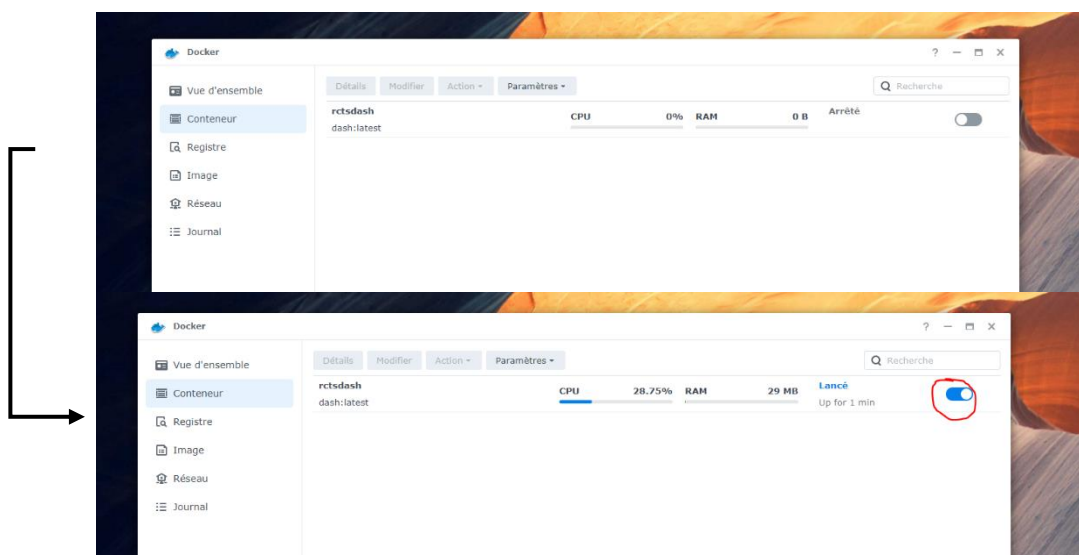 Docker
Vue d'ensemble
Conteneur
Registre
Image
Réseau
Journal
Détails Modifier Action Paramètres Recherche
rctsdash CPU 0% RAM 0 B Arrêté
dash:latest
Docker
Vue d'ensemble
Conteneur
Registre
Image
Réseau
Journal
Détails Modifier Action Paramètres Recherche
rctsdash CPU 28.75% RAM 29 MB Lancé
dash:latest Up for 1 min